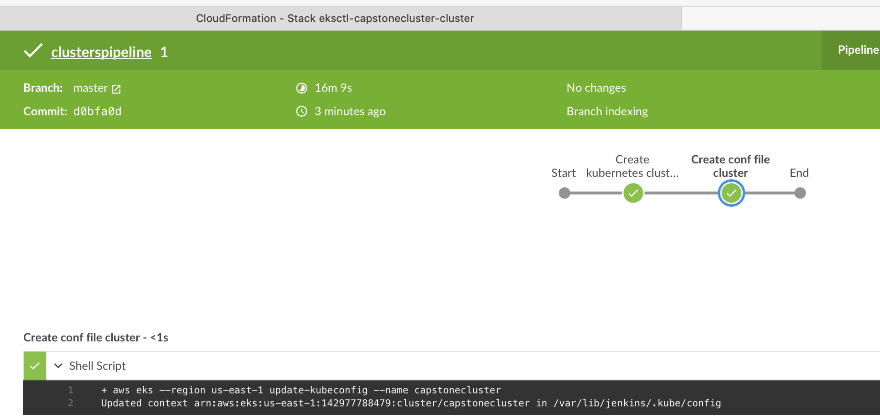 CloudFormation - Stack eksctl-capstonecluster-cluster
clusterspipeline 1
Pipeline
Branch: master
16m 9s
No changes
Commit: d0bfa0d
3 minutes ago
Branch indexing
Start
Create kubernetes clust...
Create conf file cluster
End
Create conf file cluster - <1s
Shell Script
1 + aws eks --region us-east-1 update-kubeconfig --name capstonecluster
2 Updated context arn:aws:eks:us-east-1:142977788479:cluster/capstonecluster in /var/lib/jenkins/.kube/config